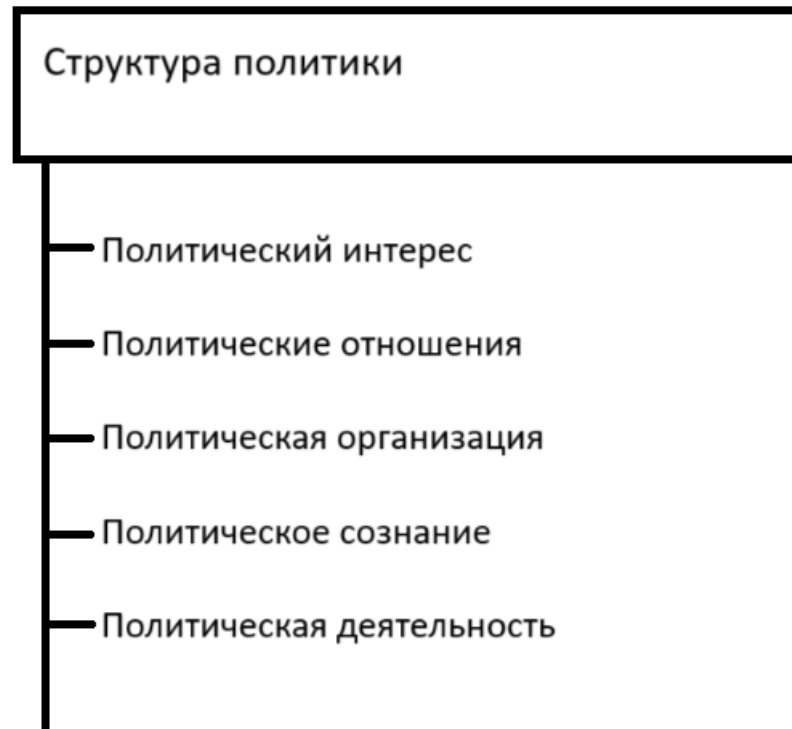 Структура политики
Политический интерес
Политические отношения
Политическая организация
Политическое сознание
Политическая деятельность